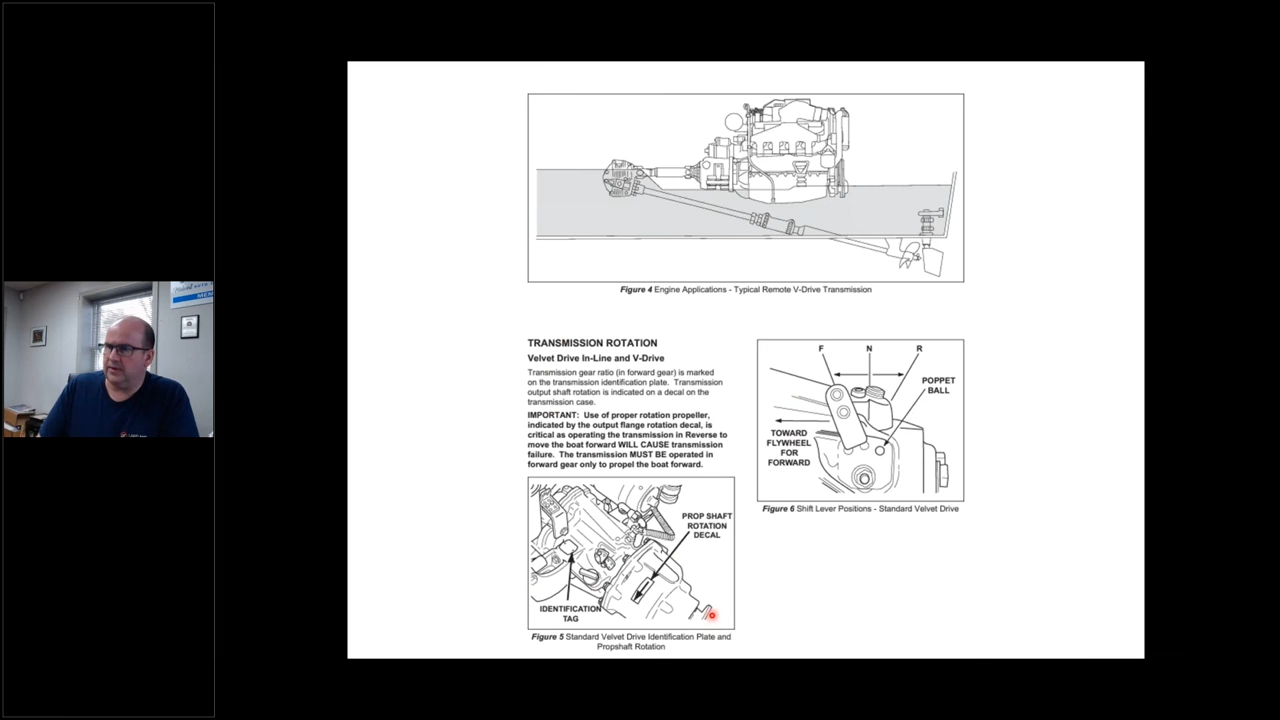 Figure 4 Engine Applications - Typical Remote V-Drive Transmission
TRANSMISSION ROTATION
Velvet Drive In-Line and V-Drive
Transmission gear ratio (in forward gear) is marked
on the transmission identification plate. Transmission
output shaft rotation is indicated on a decal on the
transmission case.
IMPORTANT: Use of proper rotation propeller,
indicated by the output flange rotation decal, is
critical as operating the transmission in Reverse to
move the boat forward WILL CAUSE transmission
failure. The transmission MUST BE operated in
forward gear only to propel the boat forward.
PROP SHAFT
ROTATION
DECAL
IDENTIFICATION
TAG
Figure 5 Standard Velvet Drive Identification Plate and
Propshaft Rotation
F N R
POPPET
BALL
TOWARD
FLYWHEEL
FOR
FORWARD
Figure 6 Shift Lever Positions - Standard Velvet Drive